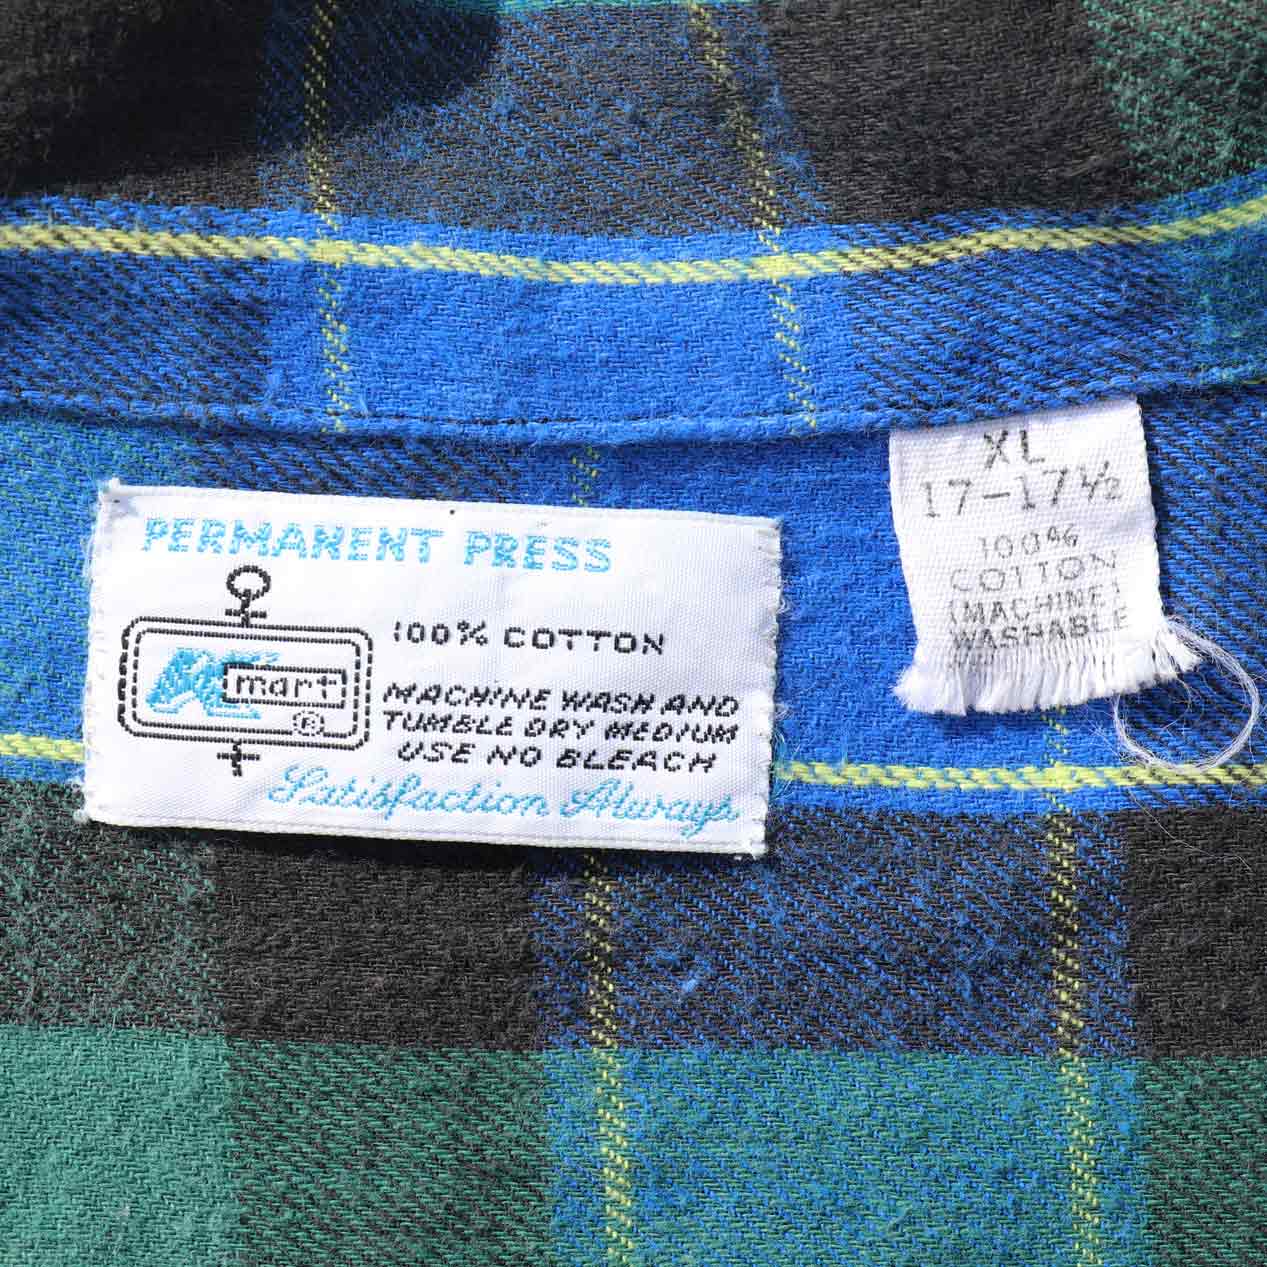 PERMANENT PRESS
K mart ®
100% COTTON
MACHINE WASH AND
TUMBLE DRY MEDIUM
USE NO BLEACH
Satisfaction Always
XL
17-17½
100%
COTTON
(MACHINE)
WASHABLE